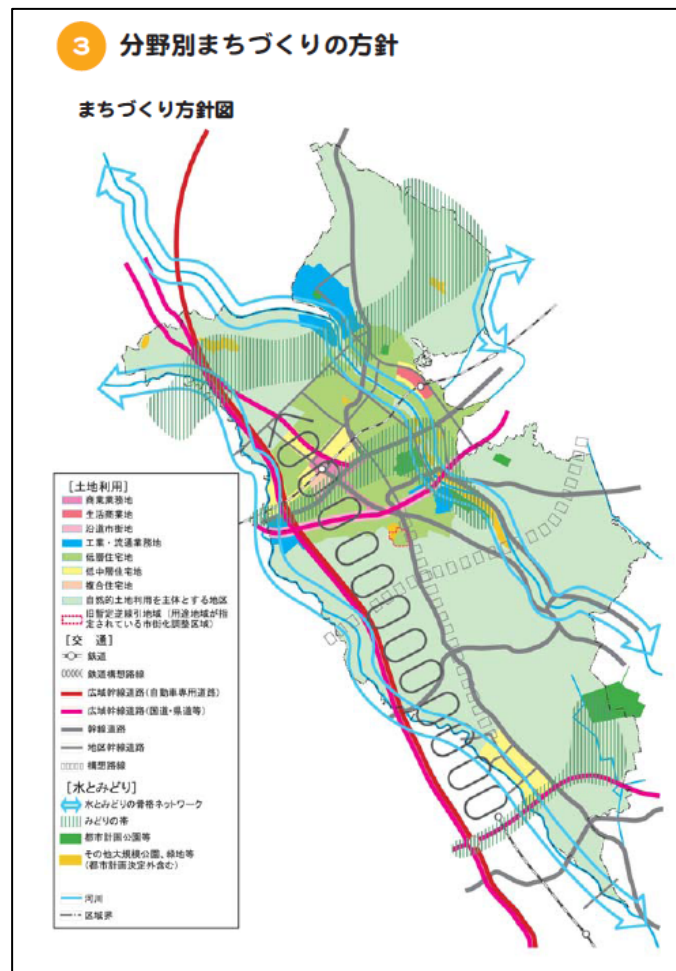 3 分野別まちづくりの方針
まちづくり方針図
[土地利用]
商業業務地
生活商業地
沿道市街地
工業・流通業務地
低層住宅地
低中層住宅地
複合住宅地
自然的土地利用を主体とする地区
旧暫定逆線引地域(用途地域が指
定されている市街化調整区域)
[交 通]
鉄道
鉄道構想路線
広域幹線道路(自動車専用道路)
広域幹線道路(国道・県道等)
幹線道路
地区幹線道路
構想路線
[水とみどり]
水とみどりの骨格ネットワーク
みどりの帯
都市計画公園等
その他大規模公園、緑地等
(都市計画決定外含む)
河川
区域界